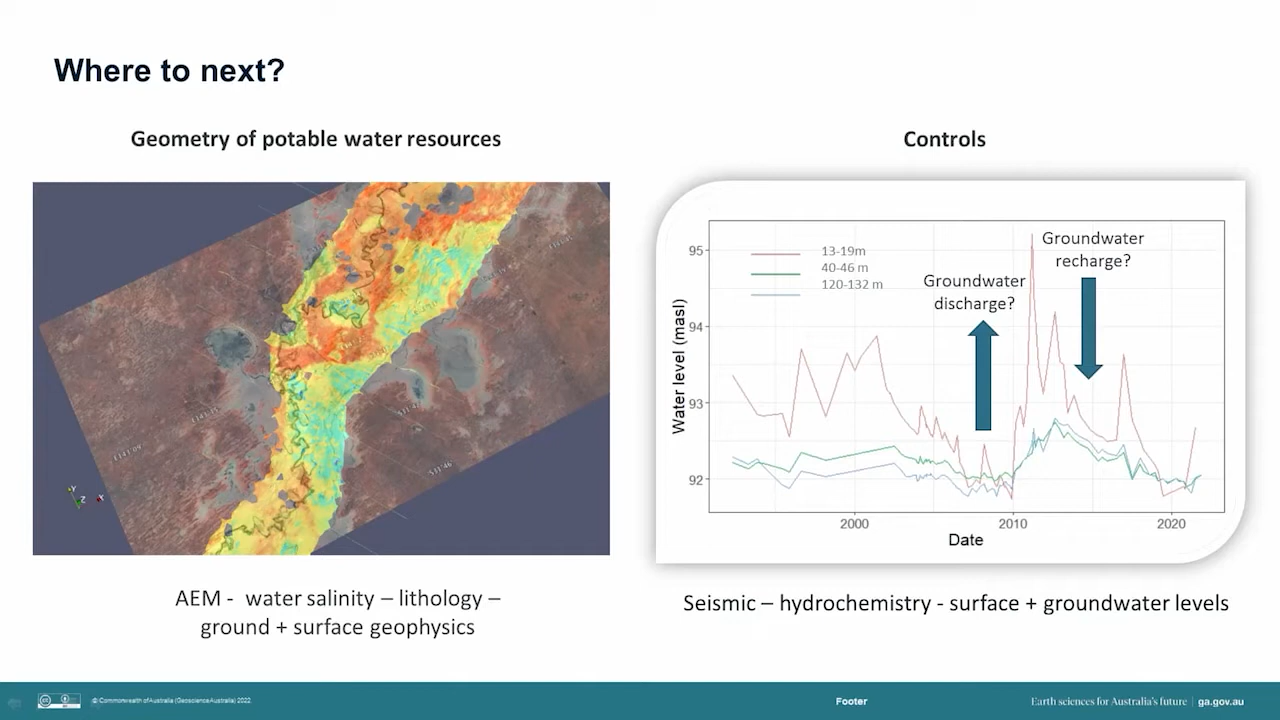 Where to next?
Geometry of potable water resources
AEM -  water salinity – lithology –
ground + surface geophysics
Controls
13-19m
40-46 m
120-132 m
Groundwater
discharge?
Groundwater
recharge?
95
94
93
92
Water level (masl)
2000
2010
2020
Date
Seismic – hydrochemistry - surface + groundwater levels
© Commonwealth of Australia (Geoscience Australia) 2022
Footer
Earth sciences for Australia's future | ga.gov.au